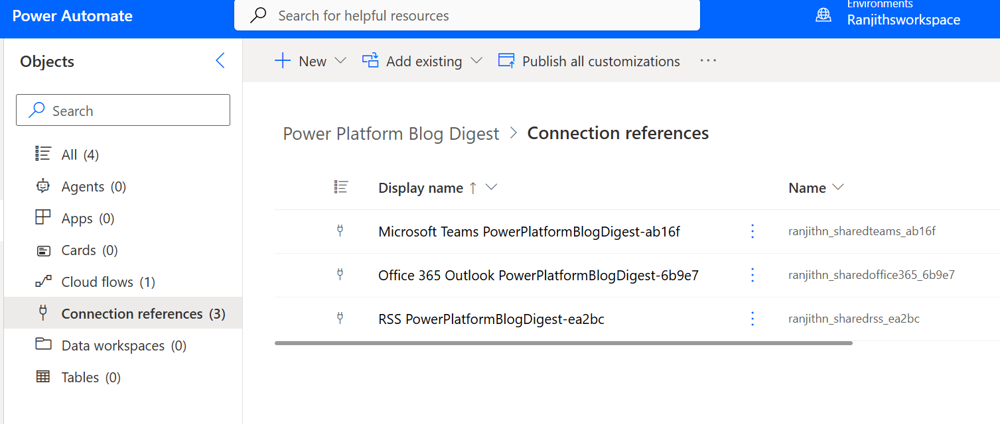 Power Automate
Search for helpful resources
Environments
Ranjithsworkspace
Objects
New
Add existing
Publish all customizations
Search
All (4)
Agents (0)
Apps (0)
Cards (0)
Cloud flows (1)
Connection references (3)
Data workspaces (0)
Tables (0)
Power Platform Blog Digest > Connection references
Display name ↑ Name
Microsoft Teams PowerPlatformBlogDigest-ab16f ranjithn_sharedteams_ab16f
Office 365 Outlook PowerPlatformBlogDigest-6b9e7 ranjithn_sharedoffice365_6b9e7
RSS PowerPlatformBlogDigest-ea2bc ranjithn_sharedrss_ea2bc